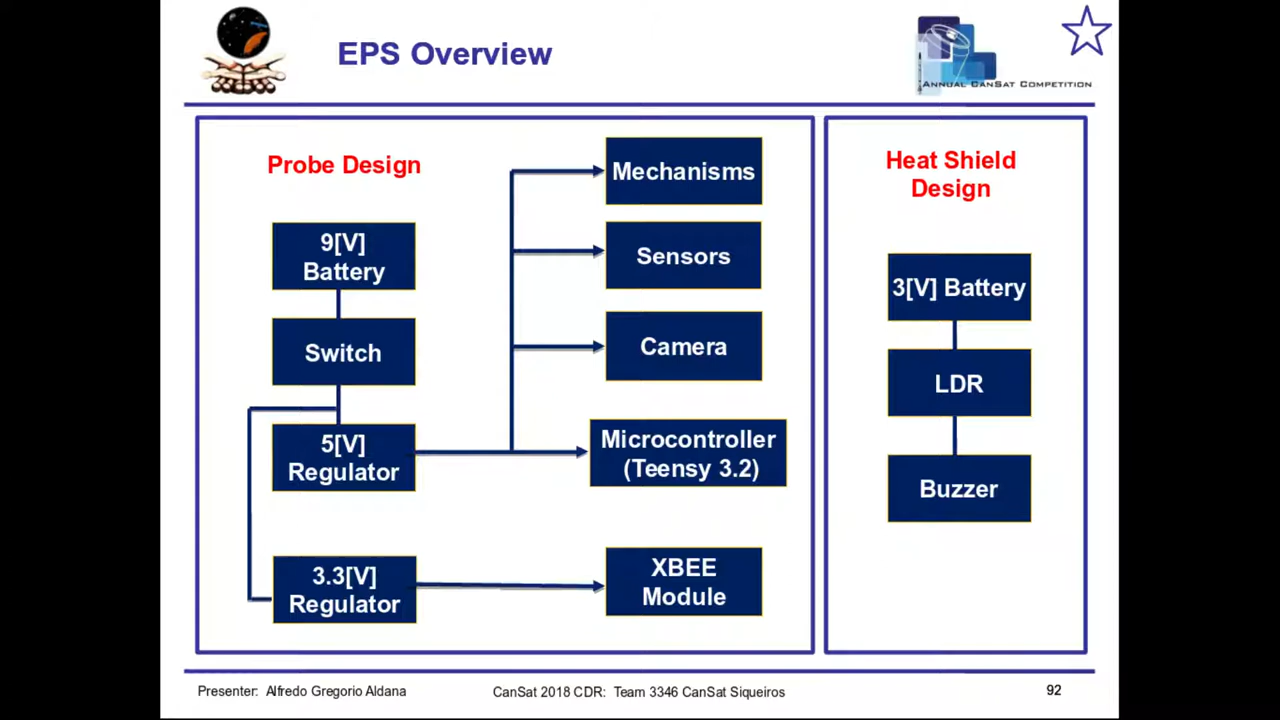 EPS Overview
ANNUAL CANSAT COMPETITION
Probe Design
9[V]
Battery
Switch
5[V]
Regulator
3.3[V]
Regulator
Mechanisms
Sensors
Camera
Microcontroller
(Teensy 3.2)
XBEE
Module
Heat Shield
Design
3[V] Battery
LDR
Buzzer
Presenter: Alfredo Gregorio Aldana
CanSat 2018 CDR: Team 3346 CanSat Siqueiros
92